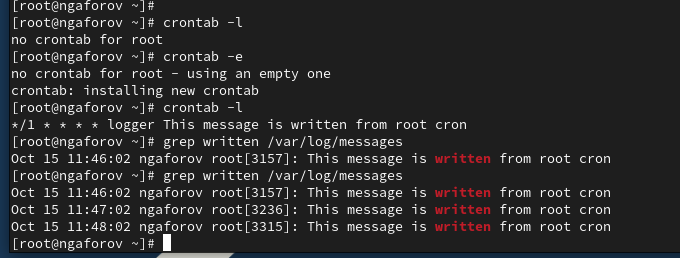 [root@ngaforov ~]#
[root@ngaforov ~]# crontab -l
no crontab for root
[root@ngaforov ~]# crontab -e
no crontab for root - using an empty one
crontab: installing new crontab
[root@ngaforov ~]# crontab -l
*/1 * * * * logger This message is written from root cron
[root@ngaforov ~]# grep written /var/log/messages
Oct 15 11:46:02 ngaforov root[3157]: This message is written from root cron
[root@ngaforov ~]# grep written /var/log/messages
Oct 15 11:46:02 ngaforov root[3157]: This message is written from root cron
Oct 15 11:47:02 ngaforov root[3236]: This message is written from root cron
Oct 15 11:48:02 ngaforov root[3315]: This message is written from root cron
[root@ngaforov ~]#